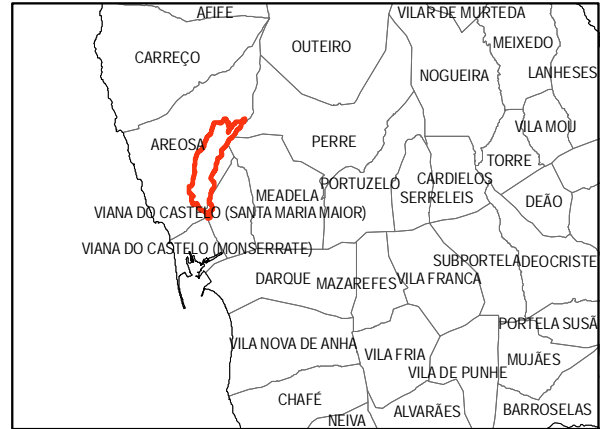 AFIFE
VILAR DE MURTEDA
OUTEIRO
MEIXEDO
CARREÇO
NOGUEIRA
LANHESES
VILA MOU
AREOSA
PERRE
TORRE
PORTUZELO
CARDIELOS
MEADELA
SERRELEIS
DEÃO
VIANA DO CASTELO (SANTA MARIA MAIOR)
VIANA DO CASTELO (MONSERRATE)
SUBPORTELA
DEOCRISTE
DARQUE
MAZAREFES
VILA FRANCA
PORTELA SUSÃ
VILA NOVA DE ANHA
VILA FRIA
MUJÃES
VILA DE PUNHE
CHAFÉ
ALVARÃES
BARROSELAS
NEIVA